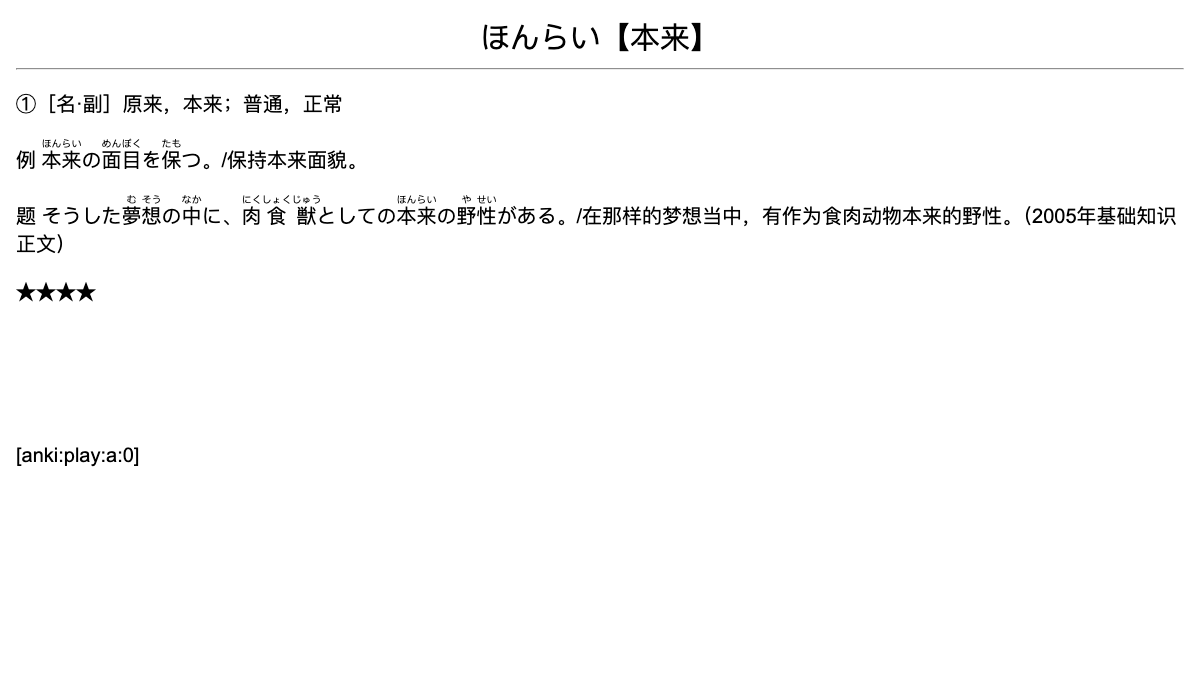 ほんらい【本来】
①［名·副］原来，本来；普通，正常
ほんらい めんぼく たも
例 本来の面目を保つ。/保持本来面貌。
む そう なか にくしょくじゅう ほんらい や せい
题 そうした夢想の中に、肉食獣としての本来の野性がある。/在那样的梦想当中，有作为食肉动物本来的野性。（2005年基础知识
正文）
★★★★
[anki:play:a:0]